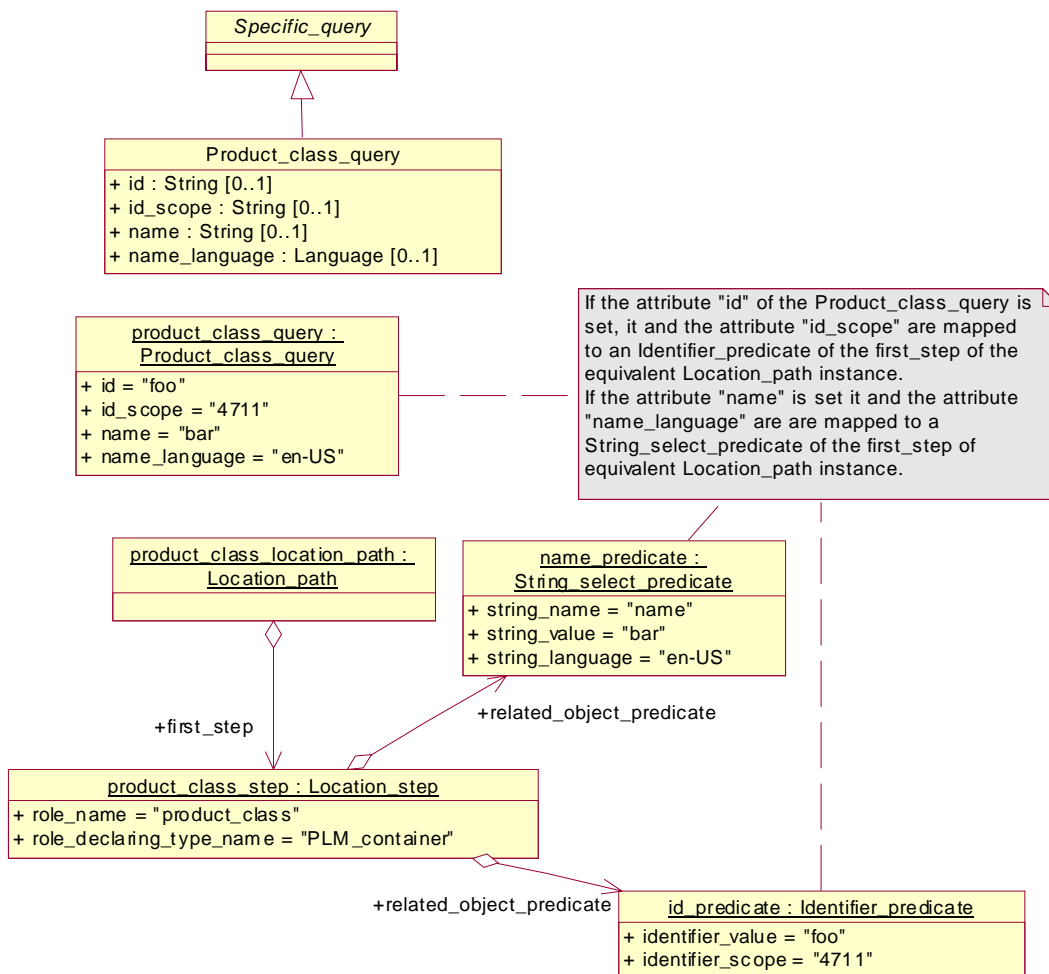 Specific_query
Product_class_query
+ id : String [0..1]
+ id_scope : String [0..1]
+ name : String [0..1]
+ name_language : Language [0..1]
product_class_query :
Product_class_query
+ id = "foo"
+ id_scope = "4711"
+ name = "bar"
+ name_language = "en-US"
If the attribute "id" of the Product_class_query is
set, it and the attribute "id_scope" are mapped
to an Identifier_predicate of the first_step of the
equivalent Location_path instance.
If the attribute "name" is set it and the attribute
"name_language" are are mapped to a
String_select_predicate of the first_step of
equivalent Location_path instance.
product_class_location_path :
Location_path
name_predicate :
String_select_predicate
+ string_name = "name"
+ string_value = "bar"
+ string_language = "en-US"
+first_step
+related_object_predicate
product_class_step : Location_step
+ role_name = "product_class"
+ role_declaring_type_name = "PLM_container"
+related_object_predicate
id_predicate : Identifier_predicate
+ identifier_value = "foo"
+ identifier_scope = "4711"